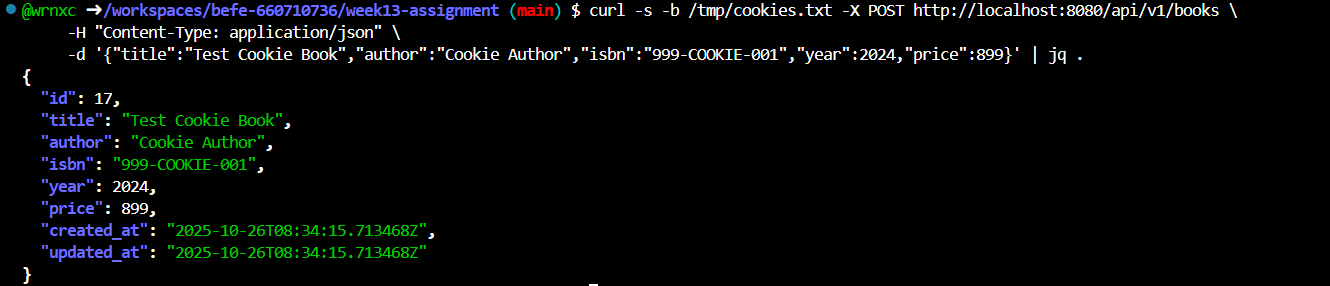 @wrnxc ➜/workspaces/befe-660710736/week13-assignment (main) $ curl -s -b /tmp/cookies.txt -X POST http://localhost:8080/api/v1/books \
-H "Content-Type: application/json" \
-d '{"title":"Test Cookie Book","author":"Cookie Author","isbn":"999-COOKIE-001","year":2024,"price":899}' | jq .
{
"id": 17,
"title": "Test Cookie Book",
"author": "Cookie Author",
"isbn": "999-COOKIE-001",
"year": 2024,
"price": 899,
"created_at": "2025-10-26T08:34:15.713468Z",
"updated_at": "2025-10-26T08:34:15.713468Z"
}